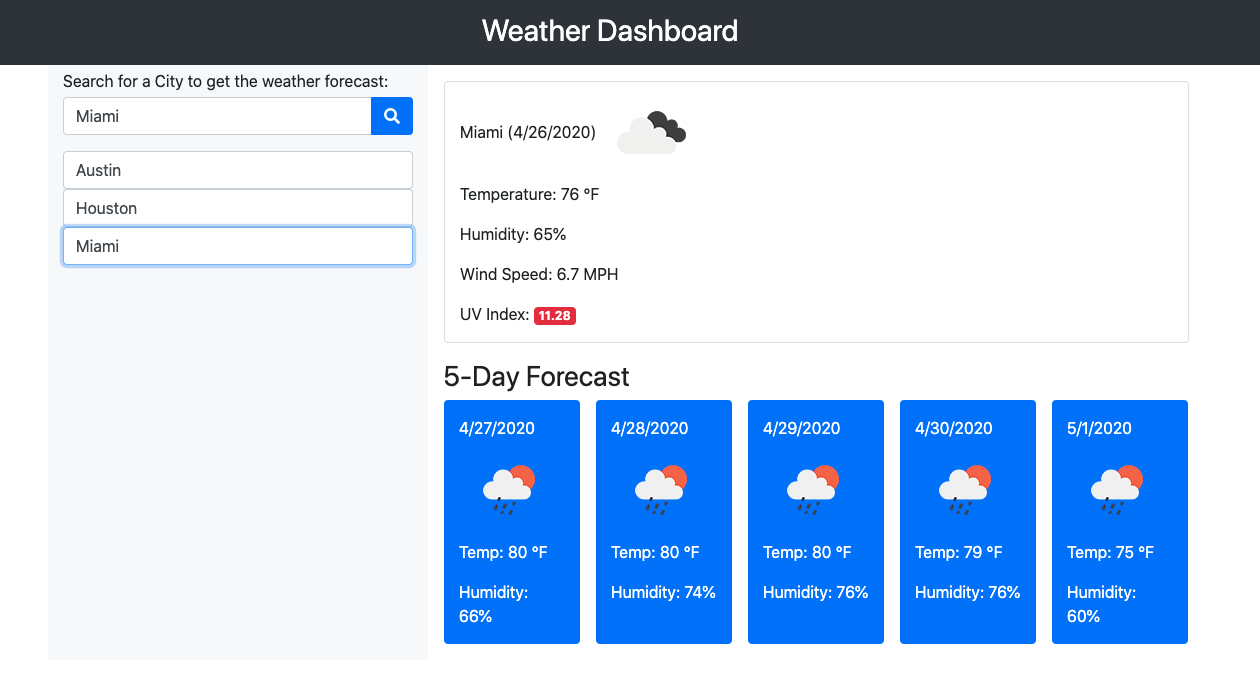 Weather Dashboard
Search for a City to get the weather forecast:
Miami
Austin
Houston
Miami
Miami (4/26/2020)
Temperature: 76 °F
Humidity: 65%
Wind Speed: 6.7 MPH
UV Index: 11.28
5-Day Forecast
4/27/2020
Temp: 80 °F
Humidity:
66%
4/28/2020
Temp: 80 °F
Humidity: 74%
4/29/2020
Temp: 80 °F
Humidity: 76%
4/30/2020
Temp: 79 °F
Humidity: 76%
5/1/2020
Temp: 75 °F
Humidity:
60%